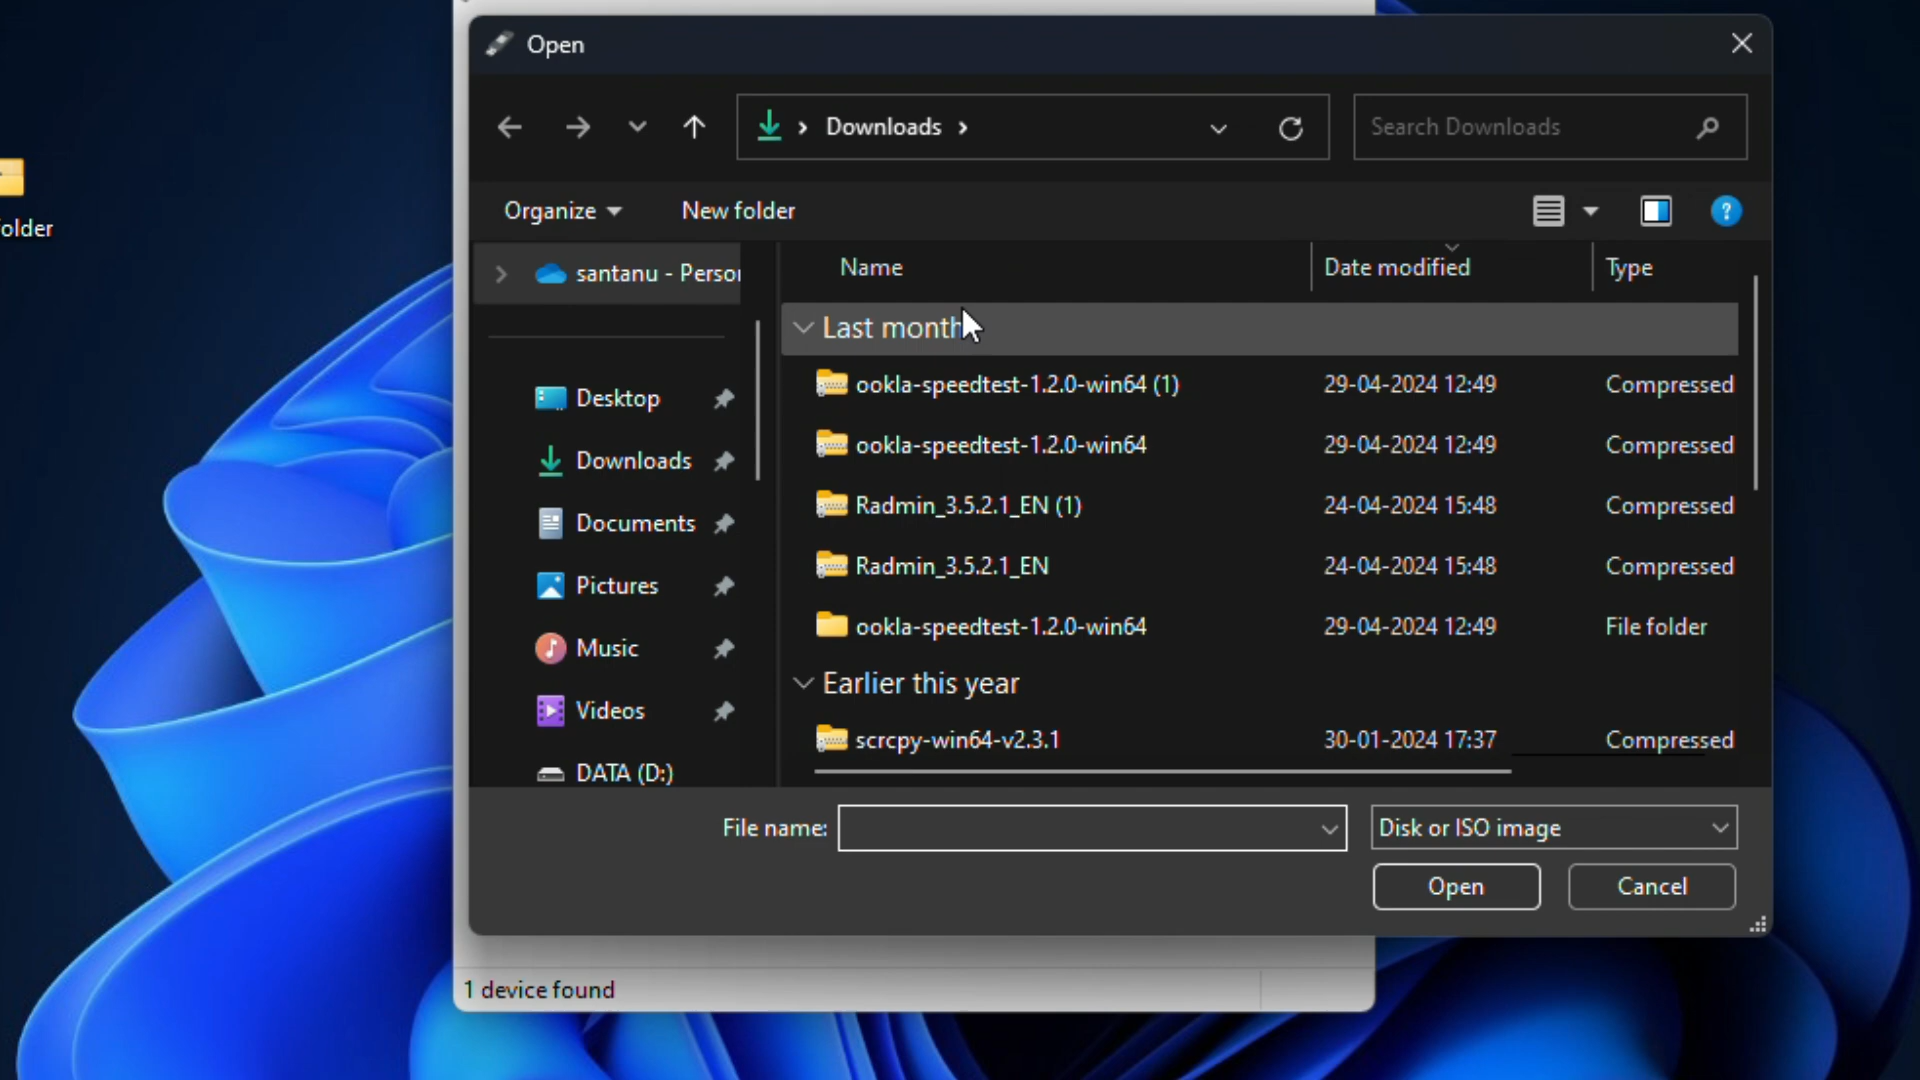 Open
Downloads
Search Downloads
Organize
New folder
older
santanu - Person
Name
Date modified
Type
Last month
ookla-speedtest-1.2.0-win64 (1) 29-04-2024 12:49 Compressed
ookla-speedtest-1.2.0-win64 29-04-2024 12:49 Compressed
Radmin_3.5.2.1_EN (1) 24-04-2024 15:48 Compressed
Radmin_3.5.2.1_EN 24-04-2024 15:48 Compressed
ookla-speedtest-1.2.0-win64 29-04-2024 12:49 File folder
Earlier this year
scrcpy-win64-v2.3.1 30-01-2024 17:37 Compressed
Desktop
Downloads
Documents
Pictures
Music
Videos
DATA (D:)
File name:
Disk or ISO image
Open
Cancel
1 device found